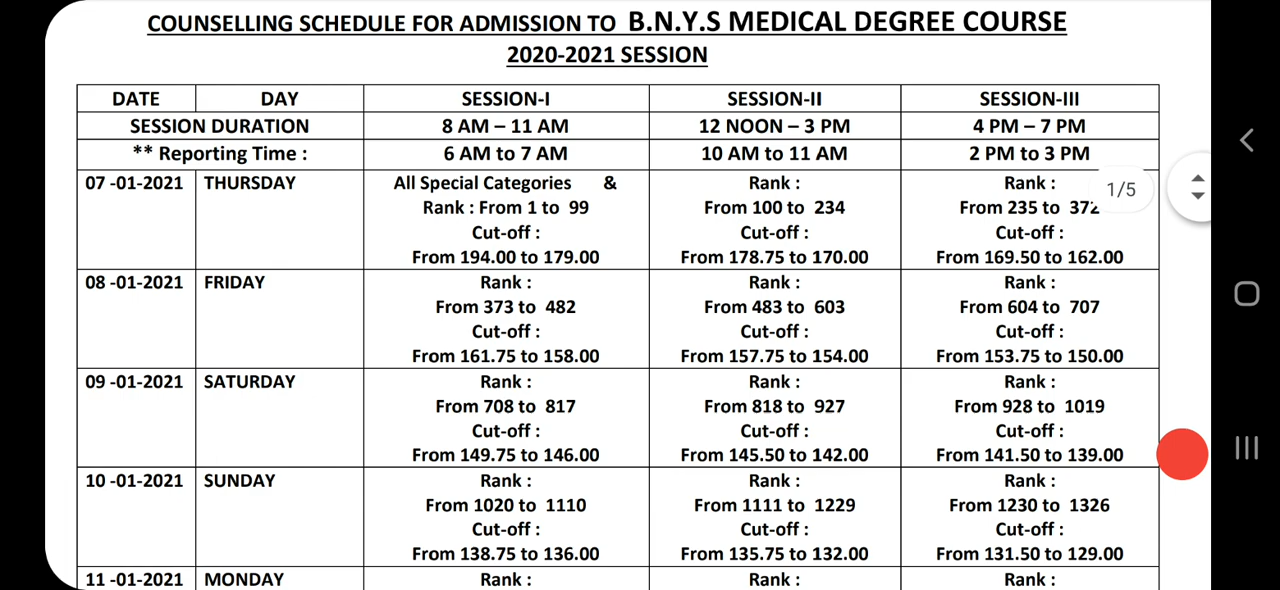 COUNSELLING SCHEDULE FOR ADMISSION TO B.N.Y.S MEDICAL DEGREE COURSE
2020-2021 SESSION
DATE DAY SESSION-I SESSION-II SESSION-III
SESSION DURATION 8 AM – 11 AM 12 NOON – 3 PM 4 PM – 7 PM
** Reporting Time : 6 AM to 7 AM 10 AM to 11 AM 2 PM to 3 PM
07 -01-2021 THURSDAY All Special Categories & Rank : Rank :
1/5
Rank : From 1 to 99 From 100 to 234 From 235 to 372
Cut-off : Cut-off : Cut-off :
From 194.00 to 179.00 From 178.75 to 170.00 From 169.50 to 162.00
08 -01-2021 FRIDAY Rank : Rank : Rank :
From 373 to 482 From 483 to 603 From 604 to 707
Cut-off : Cut-off : Cut-off :
From 161.75 to 158.00 From 157.75 to 154.00 From 153.75 to 150.00
09 -01-2021 SATURDAY Rank : Rank : Rank :
From 708 to 817 From 818 to 927 From 928 to 1019
Cut-off : Cut-off : Cut-off :
From 149.75 to 146.00 From 145.50 to 142.00 From 141.50 to 139.00
10 -01-2021 SUNDAY Rank : Rank : Rank :
From 1020 to 1110 From 1111 to 1229 From 1230 to 1326
Cut-off : Cut-off : Cut-off :
From 138.75 to 136.00 From 135.75 to 132.00 From 131.50 to 129.00
11 -01-2021 MONDAY Rank : Rank : Rank :